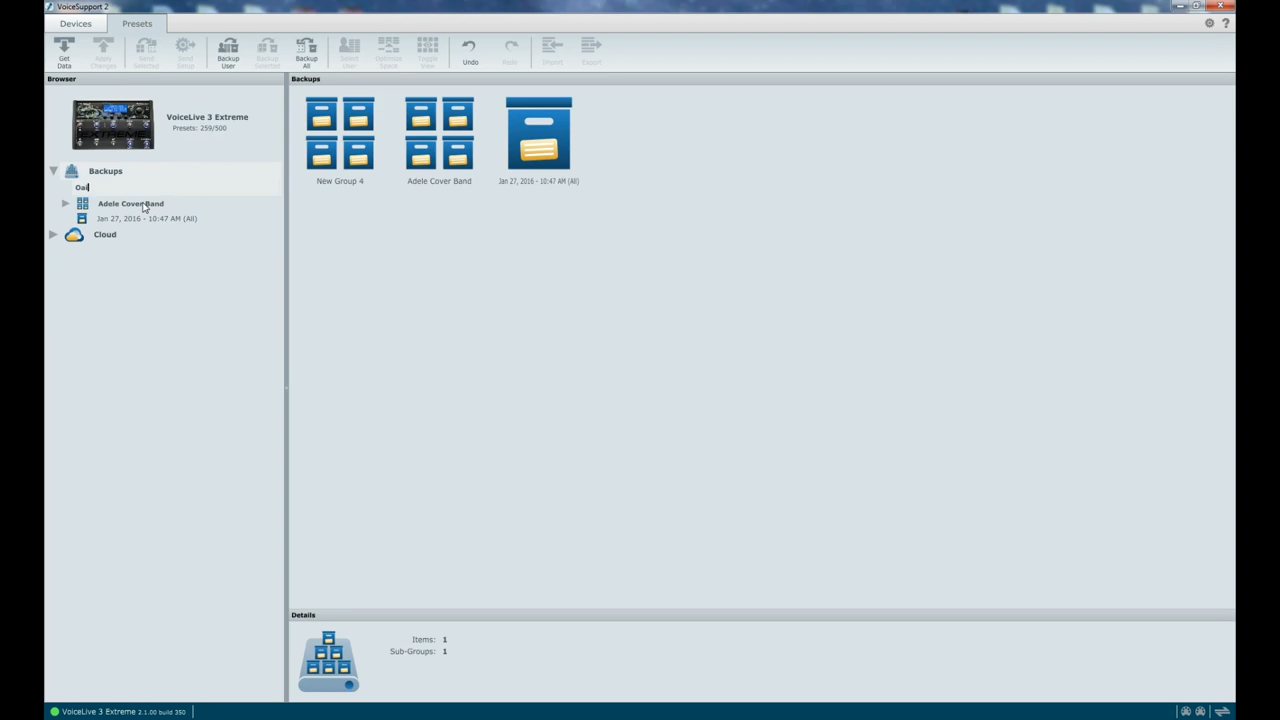 VoiceSupport 2
Devices
Presets
Get Data
Apply Changes
Send Selected
Send Setup
Backup User
Backup Selected
Backup All
Select User
Optimize Space
Toggle View
Undo
Redo
Import
Export
Browser
VoiceLive 3 Extreme
Presets: 259/500
EXTREME
Backups
Oai
Adele Cover Band
Jan 27, 2016 - 10:47 AM (All)
Cloud
Backups
New Group 4
Adele Cover Band
Jan 27, 2016 - 10:47 AM (All)
Details
Items: 1
Sub-Groups: 1
VoiceLive 3 Extreme 2.1.00 build 350